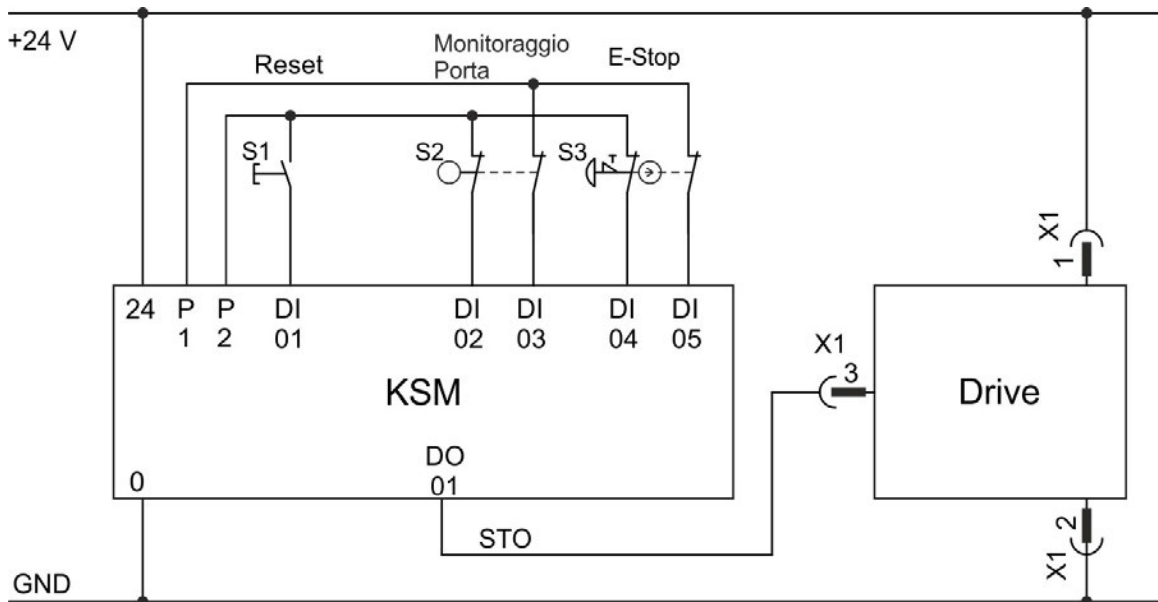 +24 V
Reset
Monitoraggio
Porta
E-Stop
S1
S2
S3
X1
1
24 P P DI DI DI DI DI
1 2 01 02 03 04 05
X1
3
KSM
Drive
DO
0
01
2
STO
X1
GND